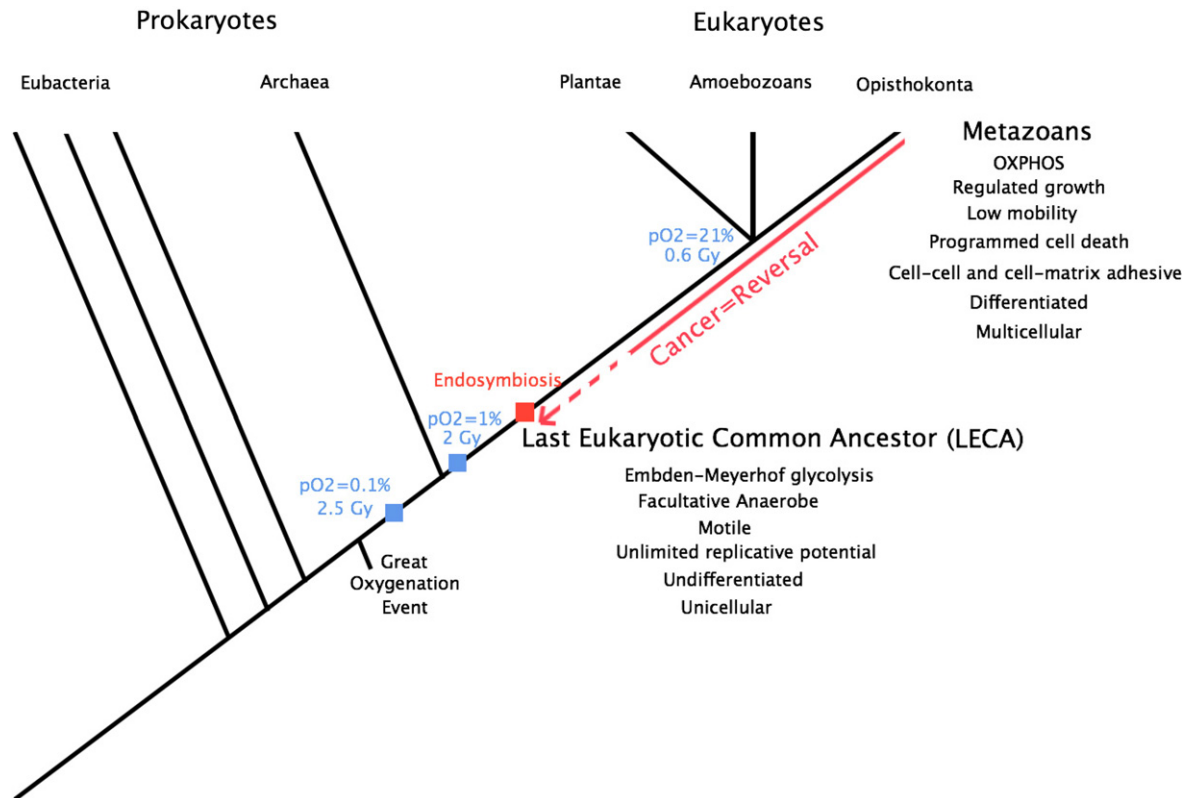 Prokaryotes
Eukaryotes
Eubacteria
Archaea
Plantae
Amoebozoans
Opisthokonta
Metazoans
OXPHOS
Regulated growth
Low mobility
Programmed cell death
Cell-cell and cell-matrix adhesive
Differentiated
Multicellular
pO2=21%
0.6 Gy
Cancer=Reversal
Endosymbiosis
pO2=1%
2 Gy
Last Eukaryotic Common Ancestor (LECA)
Embden-Meyerhof glycolysis
Facultative Anaerobe
Motile
Unlimited replicative potential
Undifferentiated
Unicellular
pO2=0.1%
2.5 Gy
Great
Oxygenation
Event